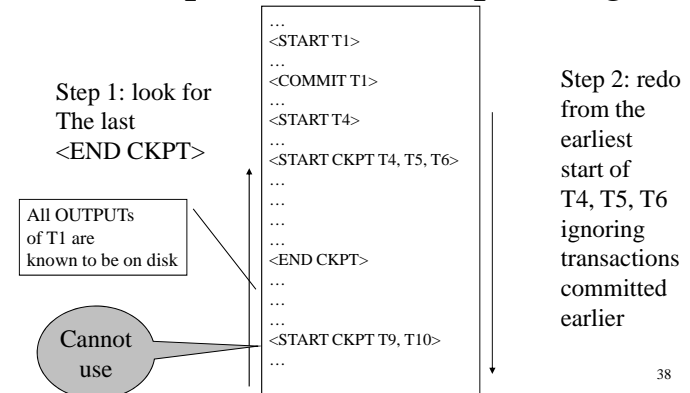 Step 1: look for
The last
<END CKPT>
All OUTPUTs
of T1 are
known to be on disk
Cannot
use
…
<START T1>
…
<COMMIT T1>
…
<START T4>
…
<START CKPT T4, T5, T6>
…
…
…
…
<END CKPT>
…
…
…
<START CKPT T9, T10>
…
Step 2: redo
from the
earliest
start of
T4, T5, T6
ignoring
transactions
committed
earlier
38